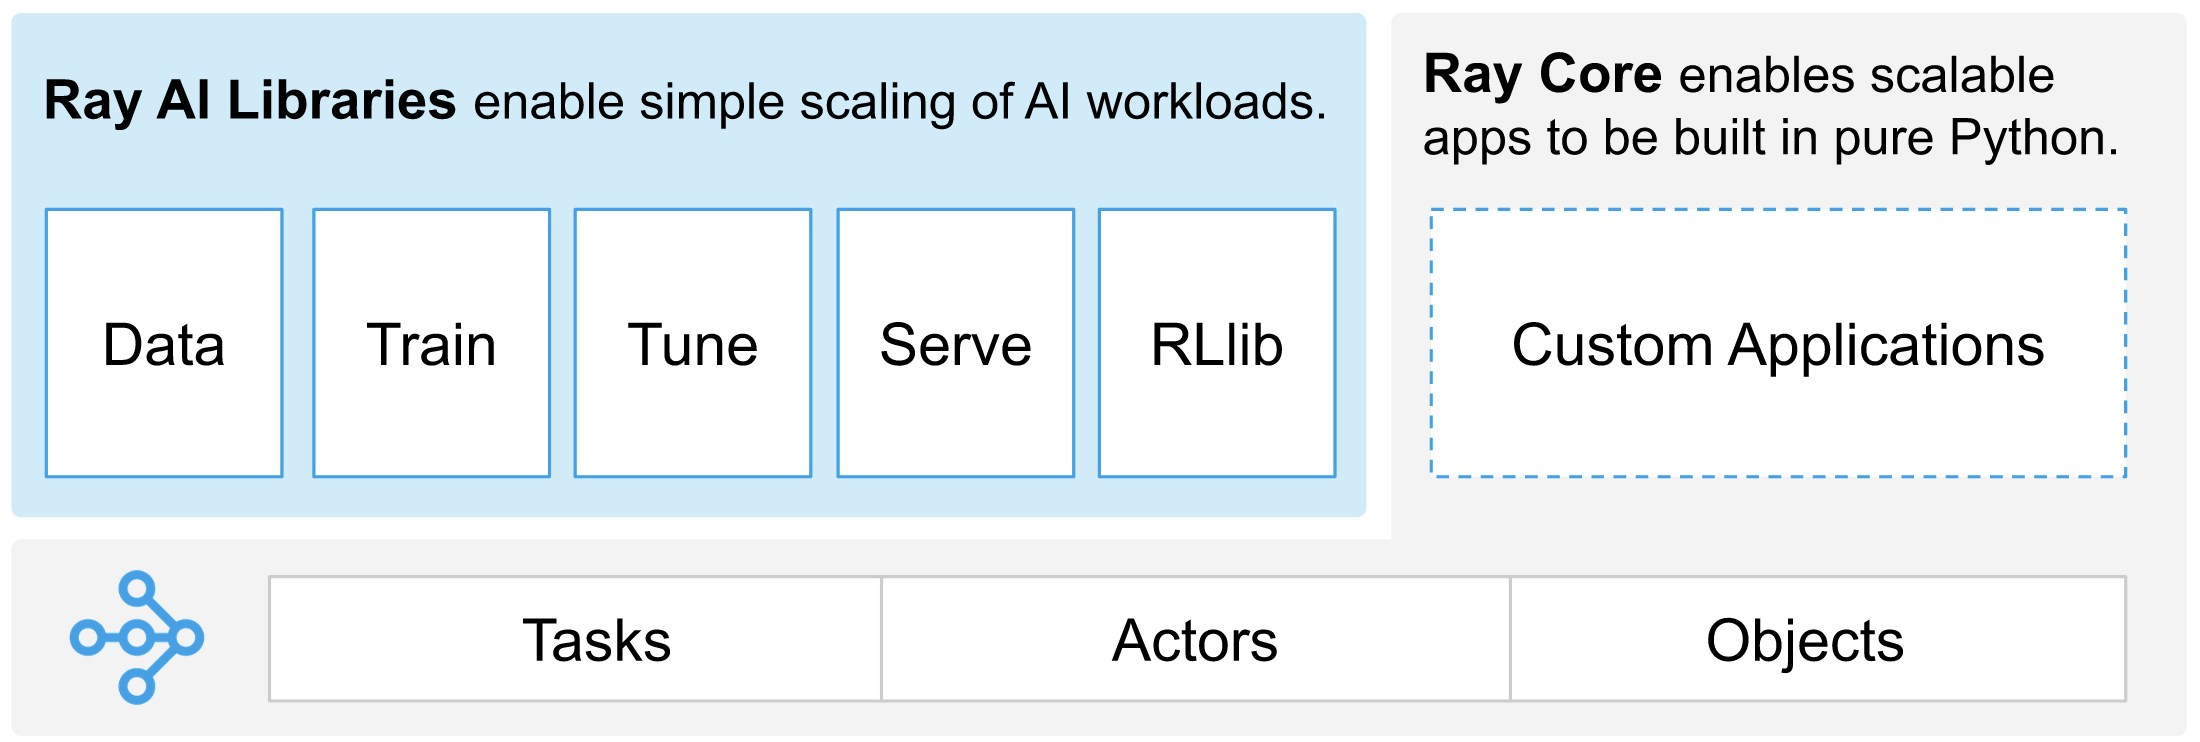 Ray AI Libraries enable simple scaling of AI workloads.
Data
Train
Tune
Serve
RLlib
Ray Core enables scalable
apps to be built in pure Python.
Custom Applications
Tasks
Actors
Objects